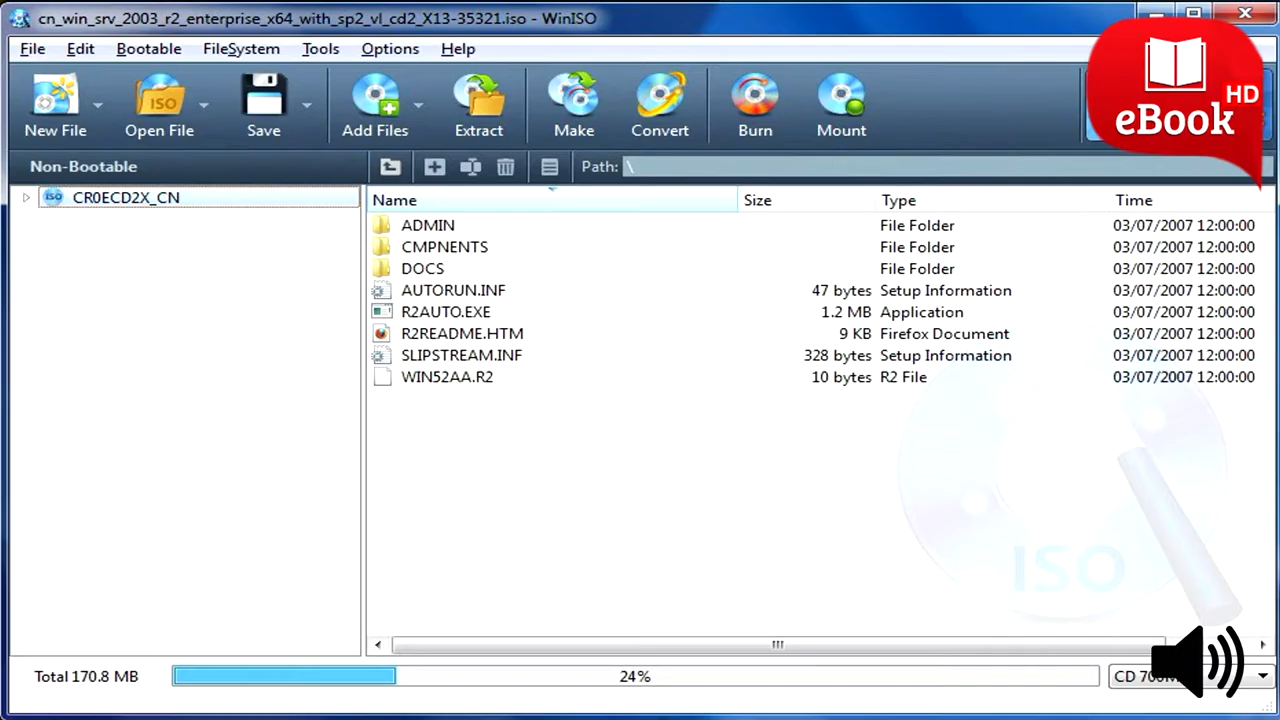 cn_win_srv_2003_r2_enterprise_x64_with_sp2_vl_cd2_X13-35321.iso - WinISO
File Edit Bootable FileSystem Tools Options Help
HD
eBook
ISO
New File Open File Save Add Files Extract Make Convert Burn Mount
Non-Bootable Path: \
ISO CR0ECD2X_CN
Name Size Type Time
ADMIN File Folder 03/07/2007 12:00:00
CMPNENTS File Folder 03/07/2007 12:00:00
DOCS File Folder 03/07/2007 12:00:00
AUTORUN.INF 47 bytes Setup Information 03/07/2007 12:00:00
R2AUTO.EXE 1.2 MB Application 03/07/2007 12:00:00
R2README.HTM 9 KB Firefox Document 03/07/2007 12:00:00
SLIPSTREAM.INF 328 bytes Setup Information 03/07/2007 12:00:00
WIN52AA.R2 10 bytes R2 File 03/07/2007 12:00:00
ISO
Total 170.8 MB 24% CD